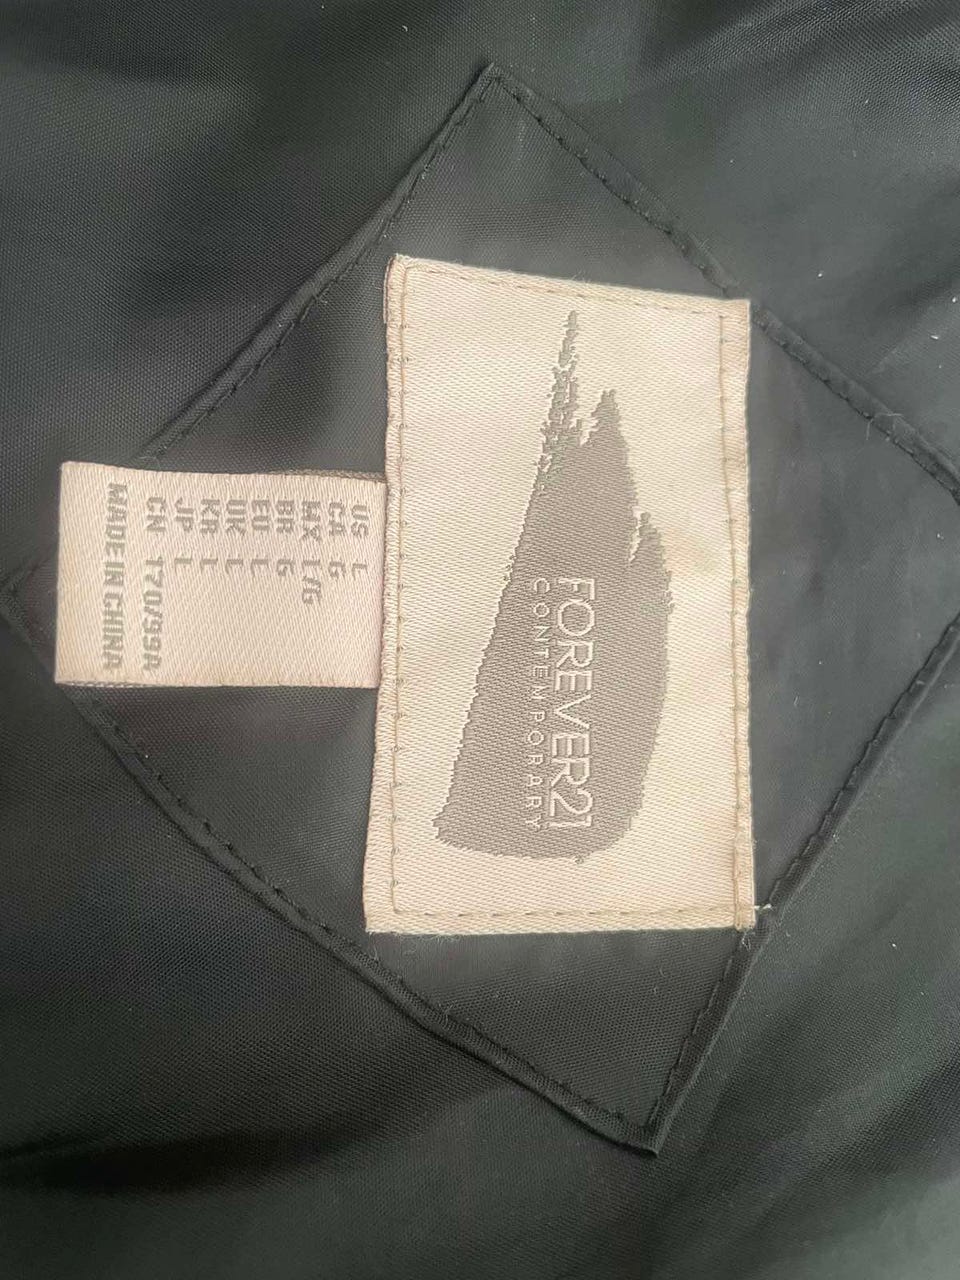 FOREVER21
CONTEMPORARY
US L
CA G
MX L/G
BR G
EU L
UK L
KR L
JP L
CN 170/99A
MADE IN CHINA